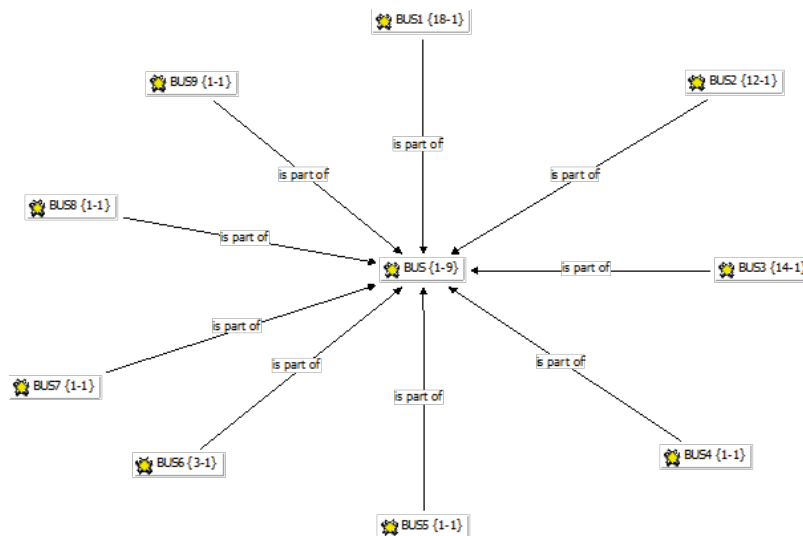 BUS1 {18-1}
BUS9 {1-1}
BUS2 {12-1}
is part of
is part of
is part of
BUS8 {1-1}
is part of
BUS {1-9}
is part of
BUS3 {14-1}
is part of
is part of
is part of
BUS7 {1-1}
is part of
BUS6 {3-1}
BUS4 {1-1}
BUS5 {1-1}